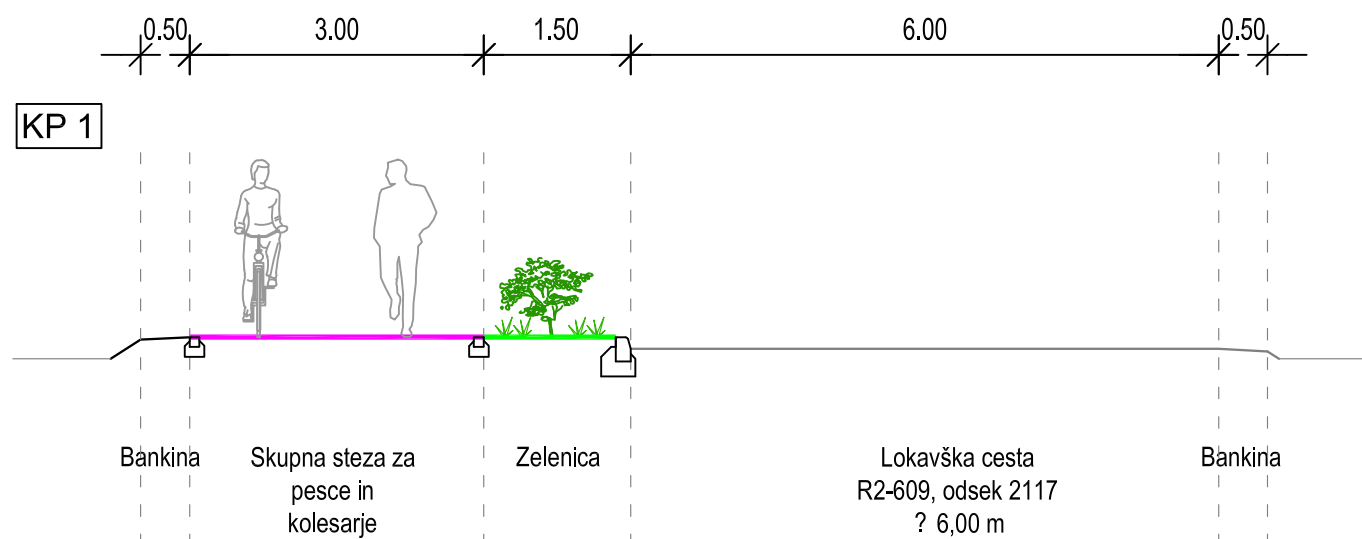 0.50 3.00 1.50 6.00 0.50
KP 1
Bankina
Skupna steza za
pesce in
kolesarje
Zelenica
Lokavška cesta
R2-609, odsek 2117
? 6,00 m
Bankina